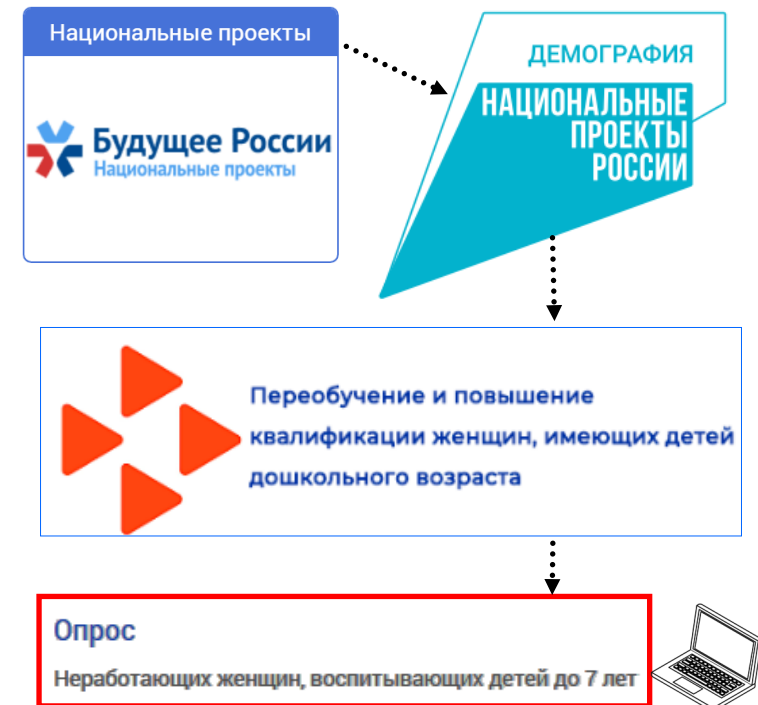 Национальные проекты
Будущее России
Национальные проекты
ДЕМОГРАФИЯ
НАЦИОНАЛЬНЫЕ
ПРОЕКТЫ
РОССИИ
Переобучение и повышение
квалификации женщин, имеющих детей
дошкольного возраста
Опрос
Неработающих женщин, воспитывающих детей до 7 лет